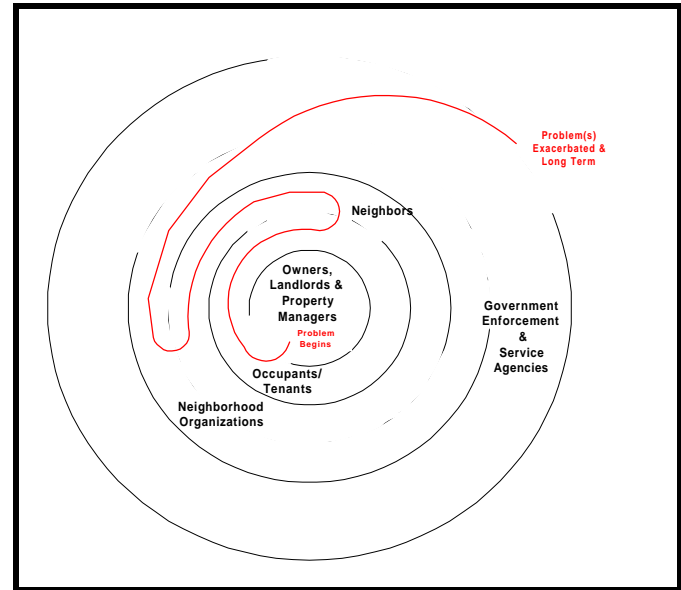 Problem(s)
Exacerbated &
Long Term
Neighbors
Owners,
Landlords &
Property
Managers
Problem
Begins
Government
Enforcement
&
Service
Agencies
Occupants/
Tenants
Neighborhood
Organizations